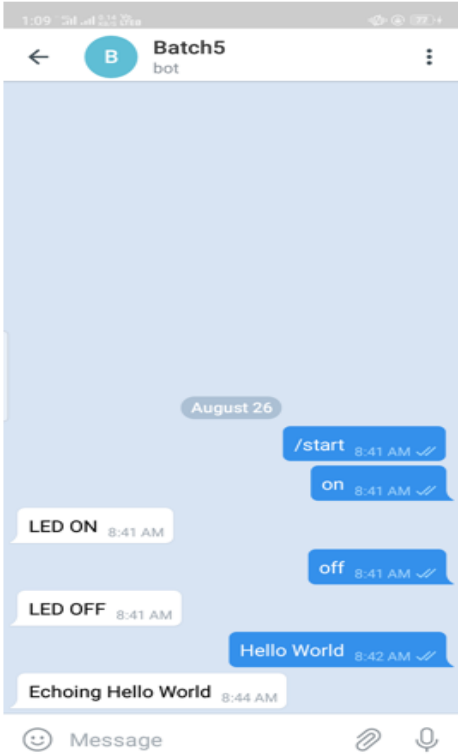 1:09
B
Batch5
bot
August 26
/start 8:41 AM
on 8:41 AM
LED ON 8:41 AM
off 8:41 AM
LED OFF 8:41 AM
Hello World 8:42 AM
Echoing Hello World 8:44 AM
Message